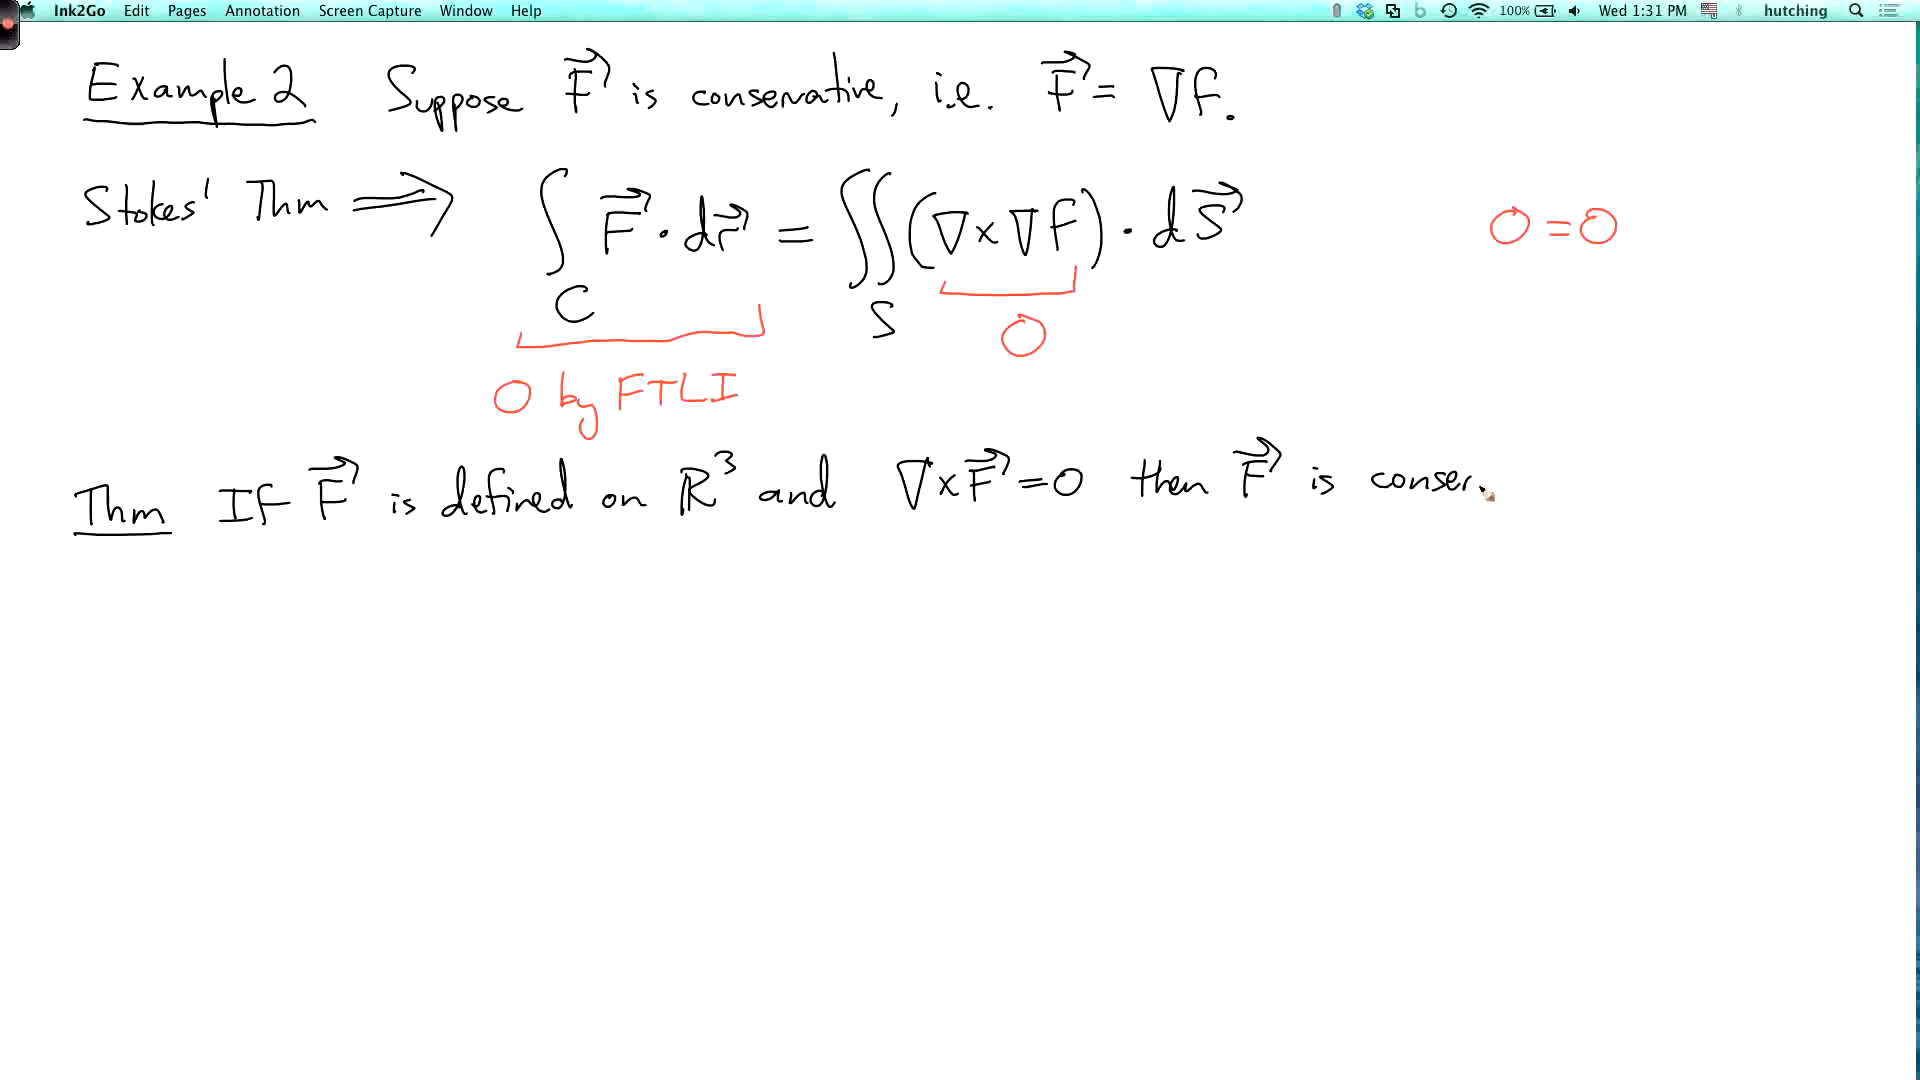 Ink2Go Edit Pages Annotation Screen Capture Window Help 100% Wed 1:31 PM hutching
Example 2 Suppose F⃗ is conservative, i.e. F⃗ = ∇f.
Stokes' Thm ⟹ ∫_C F⃗ · dr⃗ = ∬_S (∇×∇f) · dS⃗ 0 = 0
0
0 by FTLI
Thm If F⃗ is defined on ℝ³ and ∇×F⃗ = 0 then F⃗ is conser